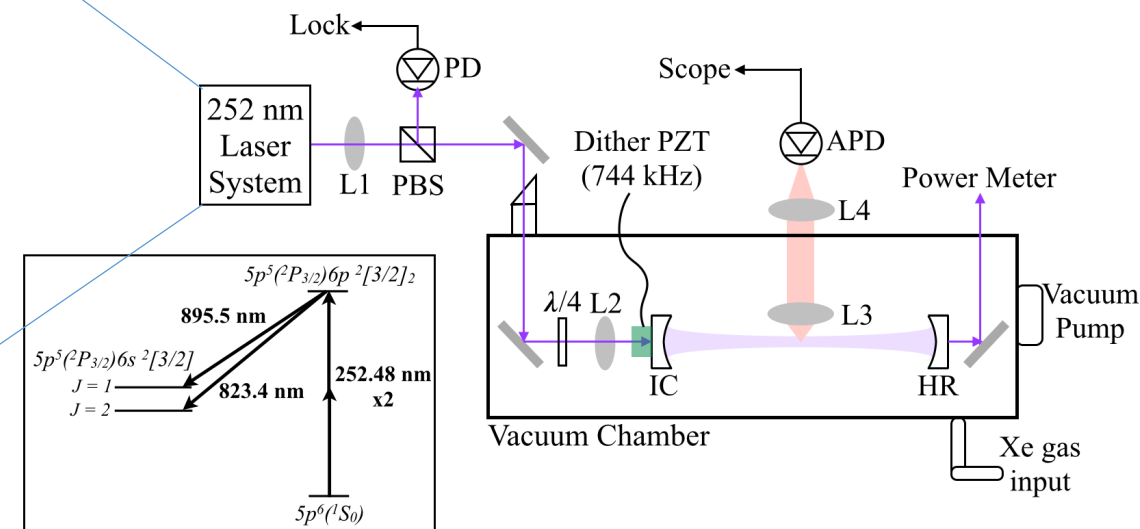 Lock
PD
252 nm
Laser
System
L1
PBS
Scope
APD
Dither PZT
(744 kHz)
Power Meter
L4
L3
λ/4
L2
IC
HR
Vacuum
Pump
Vacuum Chamber
Xe gas
input
5p⁵(²P₃/₂)6p ²[3/2]₂
895.5 nm
5p⁵(²P₃/₂)6s ²[3/2]
J = 1
J = 2
823.4 nm
252.48 nm
x2
5p⁶(¹S₀)